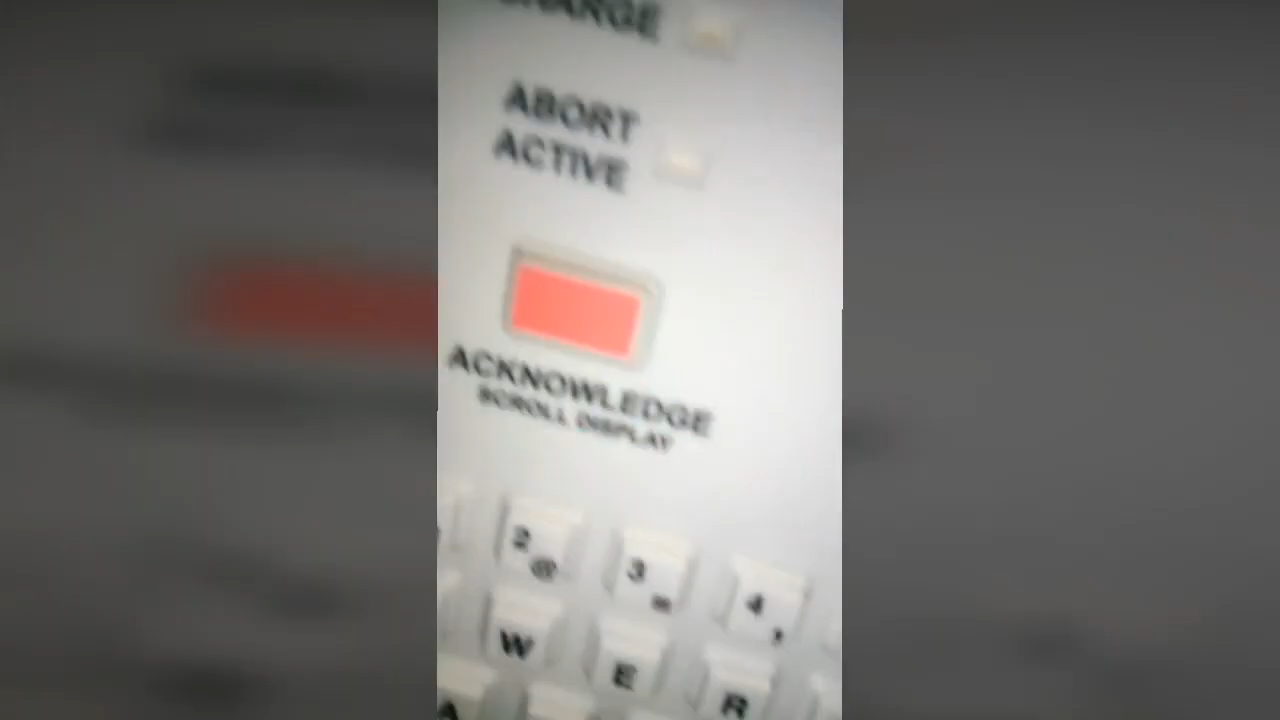 ABORT
ACTIVE
ACKNOWLEDGE
SCROLL DISPLAY
2 3 4
@
W E R
A